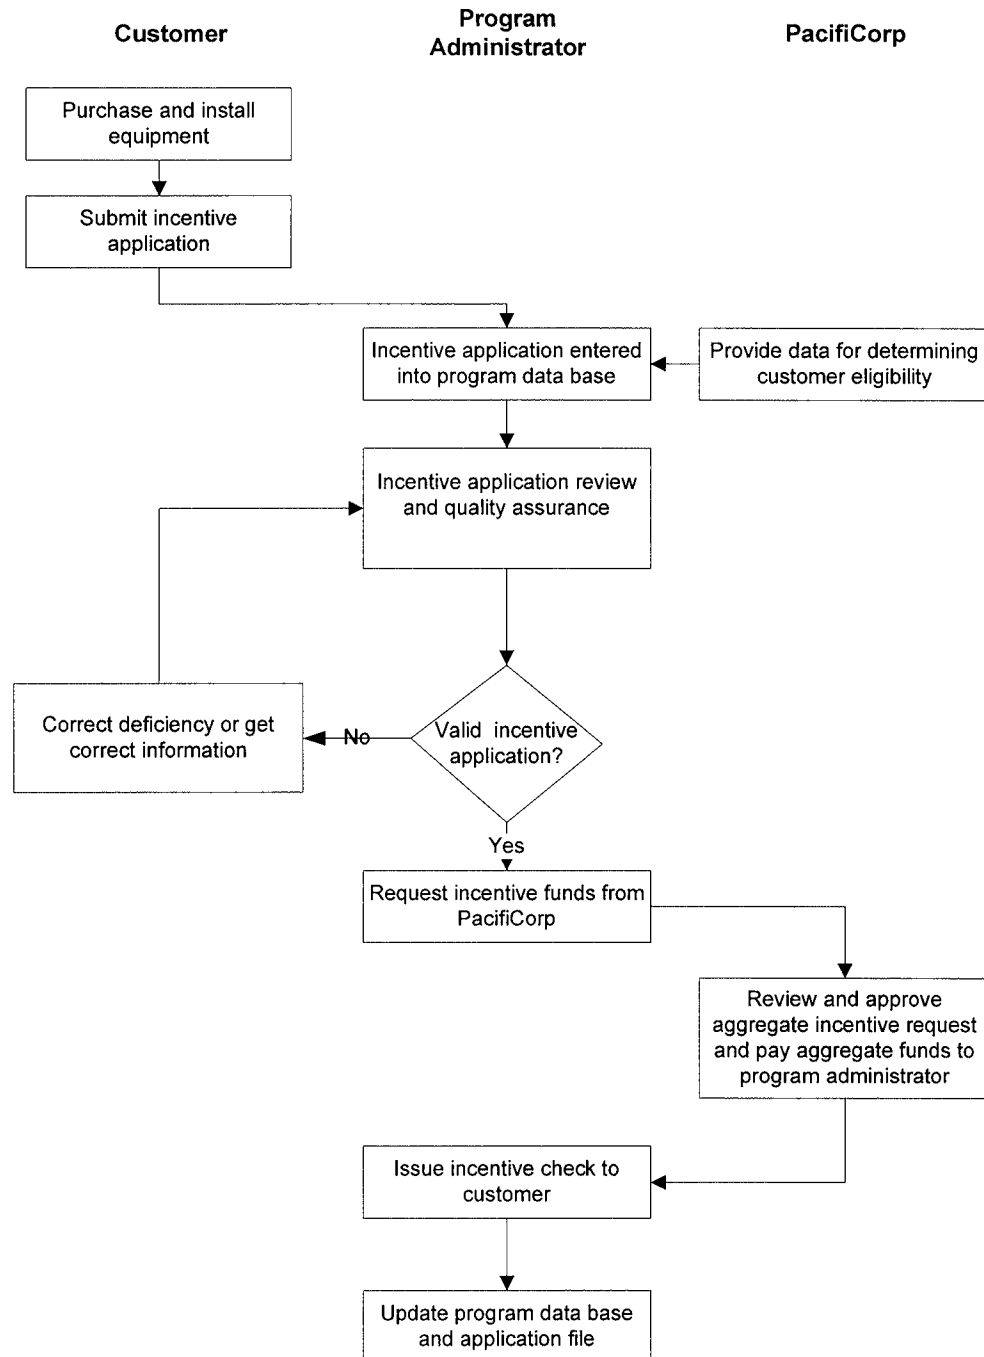 Customer
Program
Administrator
PacifiCorp
Purchase and install
equipment
Submit incentive
application
Incentive application entered
into program data base
Provide data for determining
customer eligibility
Incentive application review
and quality assurance
Correct deficiency or get
correct information
No
Valid incentive
application?
Yes
Request incentive funds from
PacifiCorp
Review and approve
aggregate incentive request
and pay aggregate funds to
program administrator
Issue incentive check to
customer
Update program data base
and application file